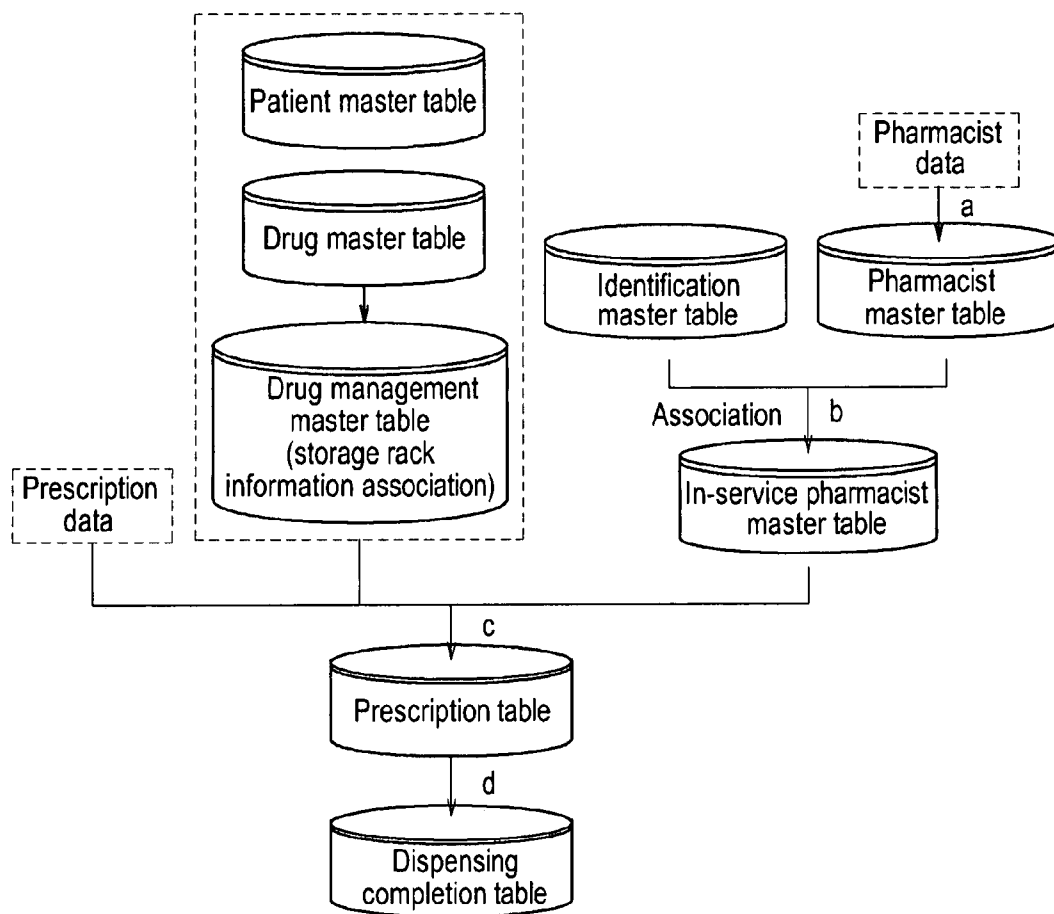 Patient master table
Drug master table
Drug management
master table
(storage rack
information association)
Prescription
data
Pharmacist
data
a
Identification
master table
Pharmacist
master table
Association
b
In-service pharmacist
master table
c
Prescription table
d
Dispensing
completion table